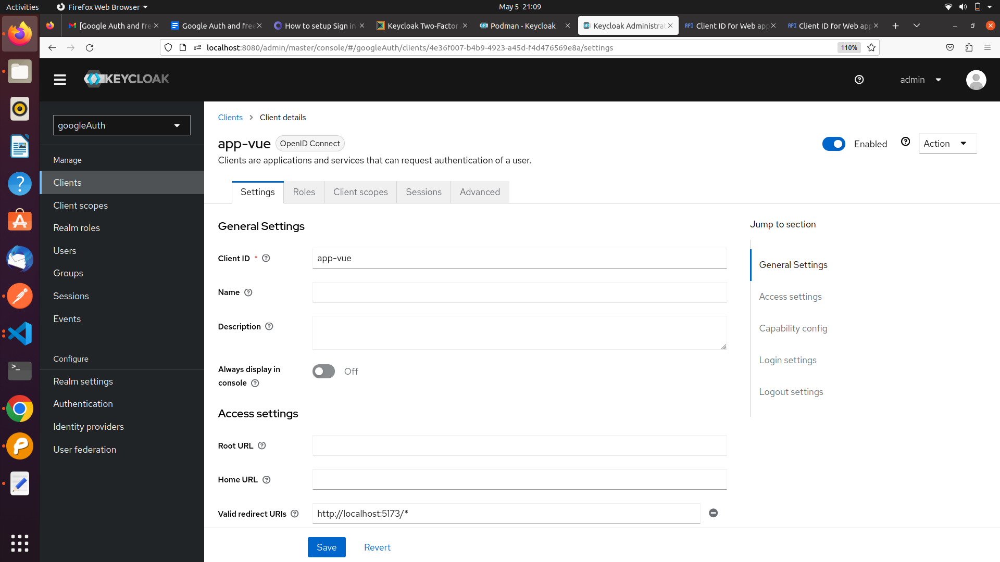 Activities
Firefox Web Browser
May 5 21:09
[Google Auth and fre
Google Auth and free
How to setup Sign in
Keycloak Two-Factor
Podman - Keycloak
Keycloak Administrat
API Client ID for Web app
API Client ID for Web app
localhost:8080/admin/master/console/#/googleAuth/clients/4e36f007-b4b9-4923-a45d-f4d476569e8a/settings
110%
KEYCLOAK
admin
googleAuth
Manage
Clients
Client scopes
Realm roles
Users
Groups
Sessions
Events
Configure
Realm settings
Authentication
Identity providers
User federation
Clients
Client details
app-vue
OpenID Connect
Enabled
Action
Clients are applications and services that can request authentication of a user.
Settings
Roles
Client scopes
Sessions
Advanced
General Settings
Client ID *
app-vue
Name
Description
Always display in
console
Off
Access settings
Root URL
Home URL
Valid redirect URIs
http://localhost:5173/*
Save
Revert
Jump to section
General Settings
Access settings
Capability config
Login settings
Logout settings